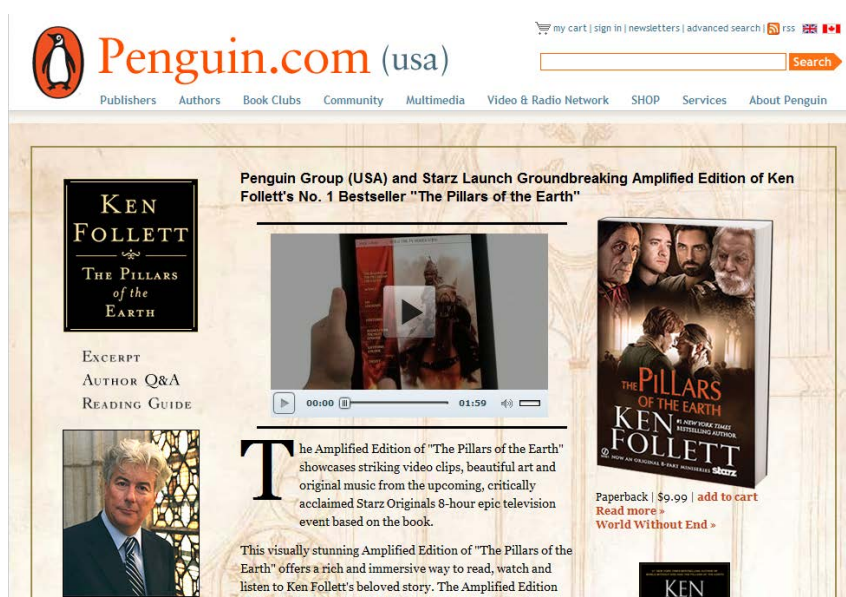 my cart | sign in | newsletters | advanced search | rss
Penguin.com (usa)
Search
Publishers Authors Book Clubs Community Multimedia Video & Radio Network SHOP Services About Penguin
Penguin Group (USA) and Starz Launch Groundbreaking Amplified Edition of Ken
Follett's No. 1 Bestseller "The Pillars of the Earth"
KEN
FOLLETT
THE PILLARS
of the
EARTH
EXCERPT
AUTHOR Q&A
READING GUIDE
00:00
01:59
The Amplified Edition of "The Pillars of the Earth"
showcases striking video clips, beautiful art and
original music from the upcoming, critically
acclaimed Starz Originals 8-hour epic television
event based on the book.
This visually stunning Amplified Edition of "The Pillars of the
Earth" offers a rich and immersive way to read, watch and
listen to Ken Follett's beloved story. The Amplified Edition
THE PILLARS
OF THE EARTH
KEN
#1 NEW YORK TIMES
BESTSELLING AUTHOR
FOLLETT
NOW AN ORIGINAL 8-PART MINISERIES starz
Paperback | $9.99 | add to cart
Read more »
World Without End »
KEN